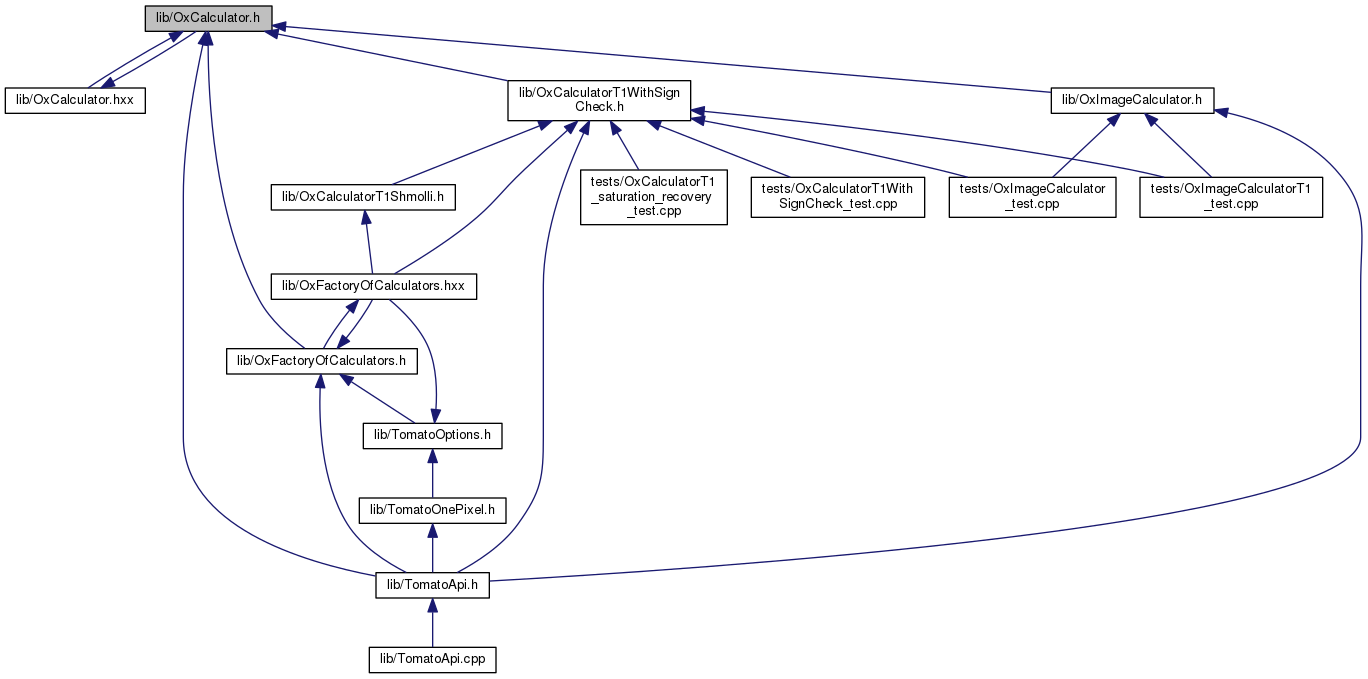 lib/OxCalculator.h
lib/OxCalculator.hxx
lib/OxCalculatorT1WithSign
Check.h
lib/OxImageCalculator.h
lib/OxCalculatorT1Shmolli.h
tests/OxCalculatorT1
_saturation_recovery
_test.cpp
tests/OxCalculatorT1With
SignCheck_test.cpp
tests/OxImageCalculator
_test.cpp
tests/OxImageCalculatorT1
_test.cpp
lib/OxFactoryOfCalculators.hxx
lib/OxFactoryOfCalculators.h
lib/TomatoOptions.h
lib/TomatoOnePixel.h
lib/TomatoApi.h
lib/TomatoApi.cpp